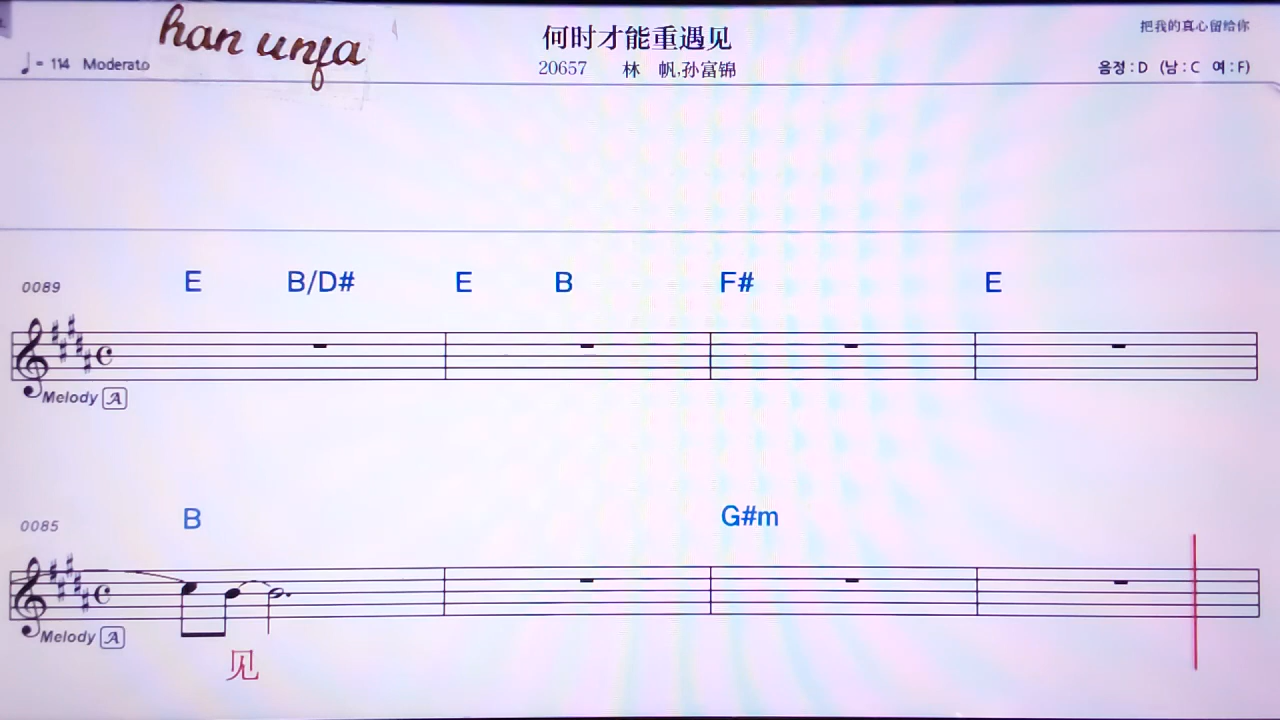 han unfa
何时才能重遇见
把我的真心留给你
♩ = 114 Moderato
20657 林 帆,孙富锦
음정 : D (남 : C 여 : F)
0089 E B/D# E B F# E
Melody A
0085 B G#m
Melody A
见